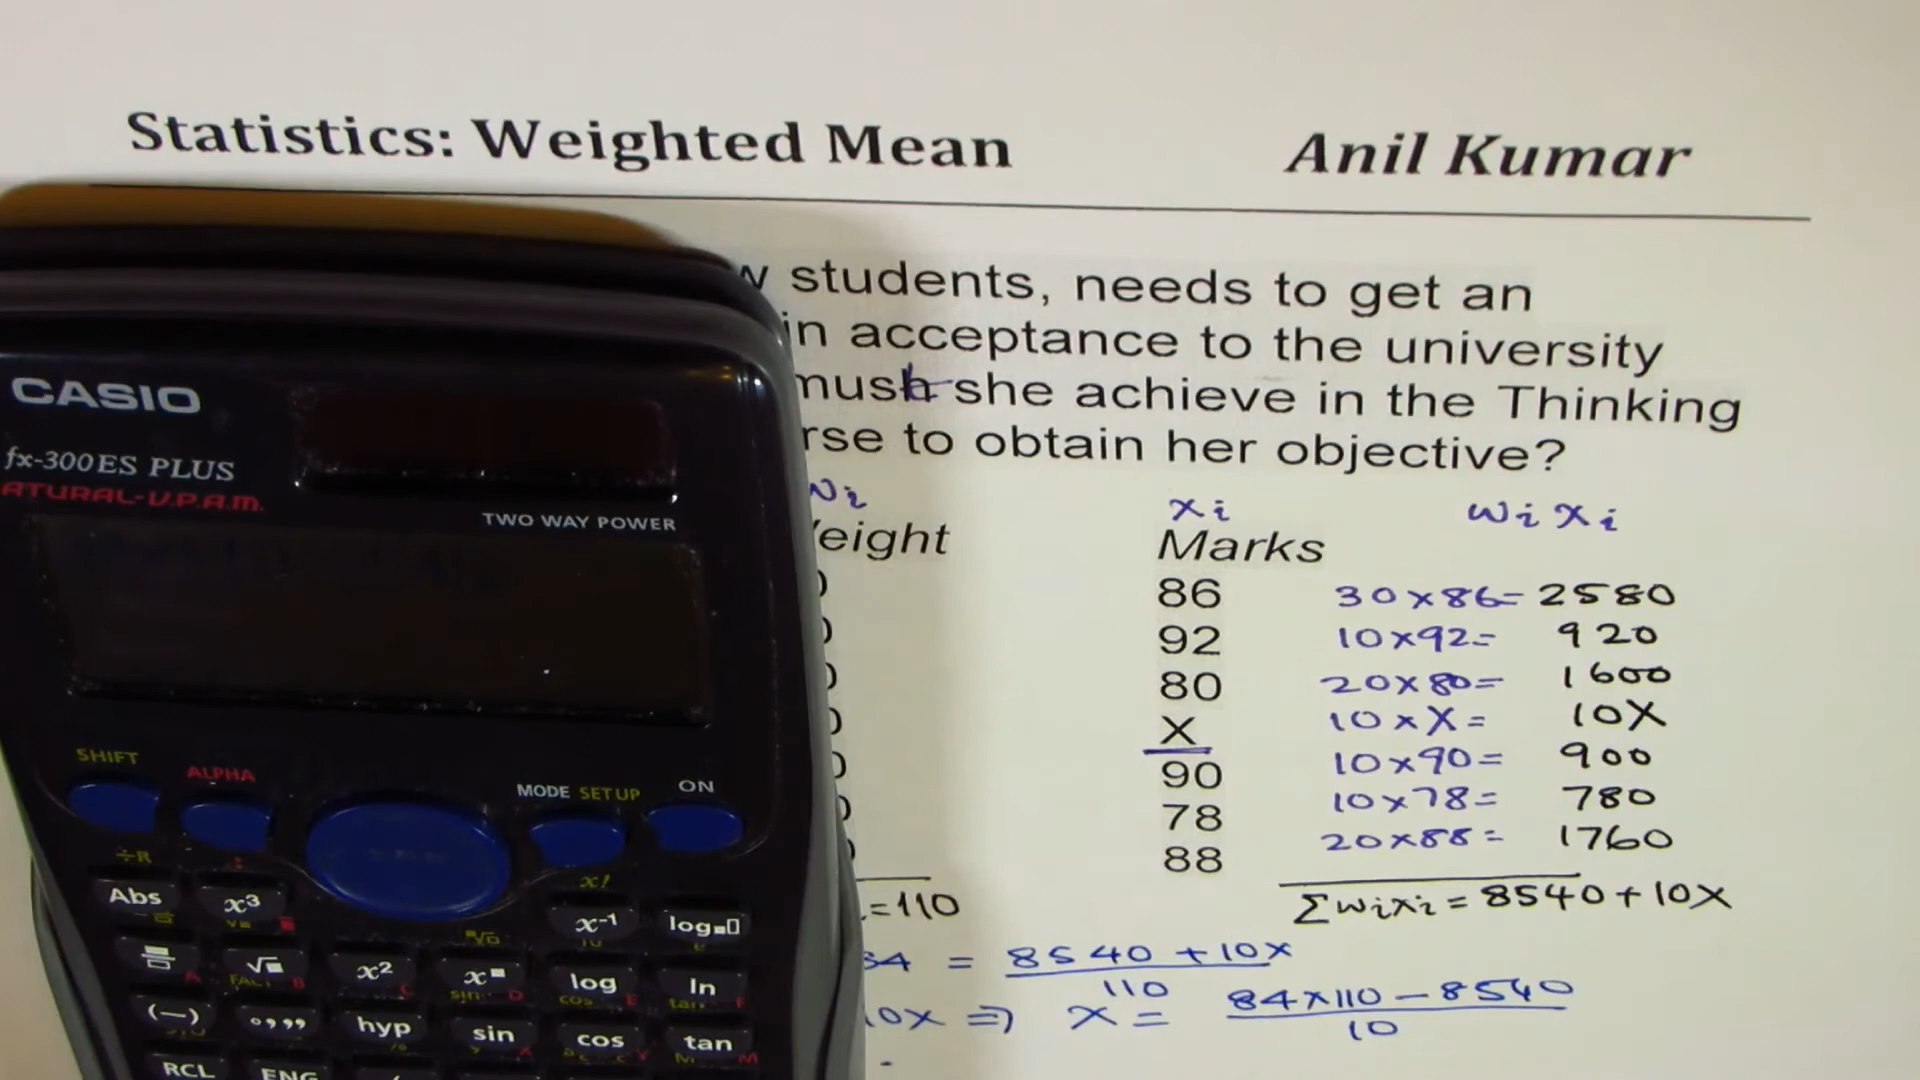 Statistics: Weighted Mean Anil Kumar
students, needs to get an
in acceptance to the university
she achieve in the Thinking
to obtain her objective?
xi wixi
Marks
86 30×86= 2580
92 10×92= 920
80 20×80= 1600
X 10×X= 10X
90 10×90= 900
78 10×78= 780
88 20×88= 1760
=110 Σwixi = 8540+10X
= 8540 + 10x / 110
10x ⇒ x = 84×110 − 8540 / 10
CASIO
fx-300ES PLUS
TWO WAY POWER
SHIFT ALPHA MODE SETUP ON
x!
Abs x³ x⁻¹ log
x² x log ln
(−) hyp sin cos tan
RCL ENG